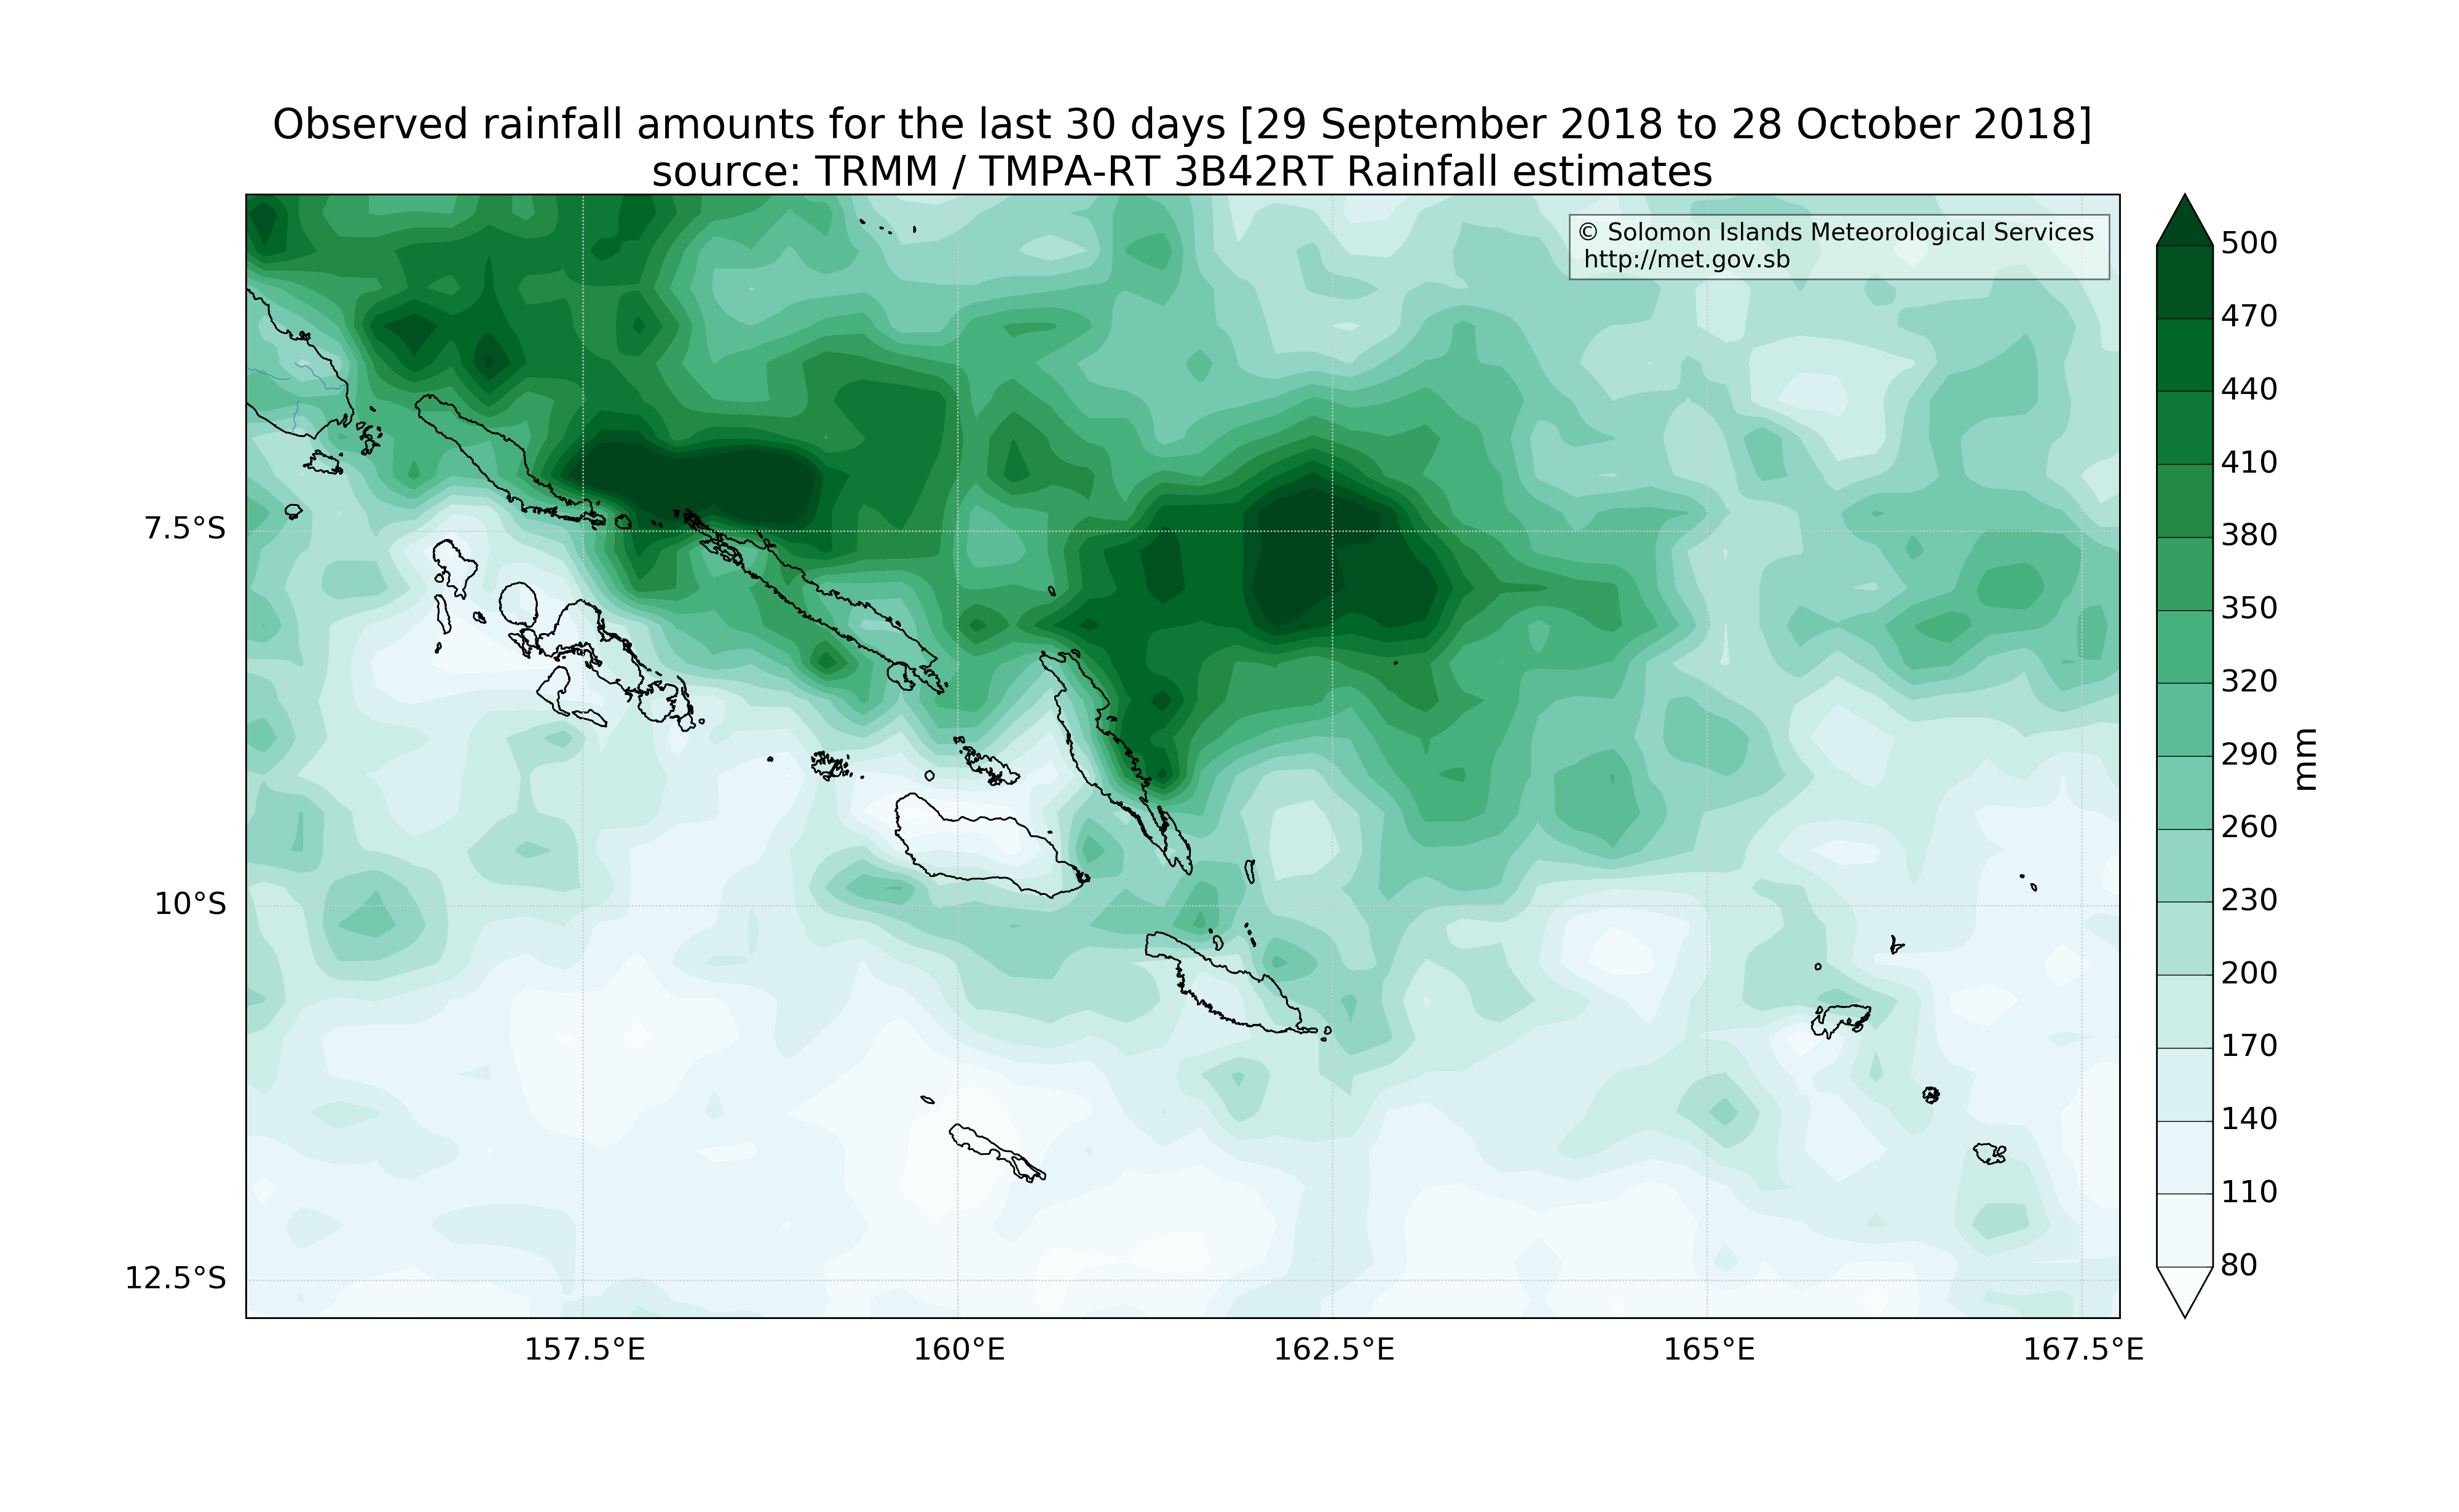 Observed rainfall amounts for the last 30 days [29 September 2018 to 28 October 2018]
source: TRMM / TMPA-RT 3B42RT Rainfall estimates
© Solomon Islands Meteorological Services
http://met.gov.sb
7.5°S
10°S
12.5°S
157.5°E
160°E
162.5°E
165°E
167.5°E
500
470
440
410
380
350
320
290
260
230
200
170
140
110
80
mm